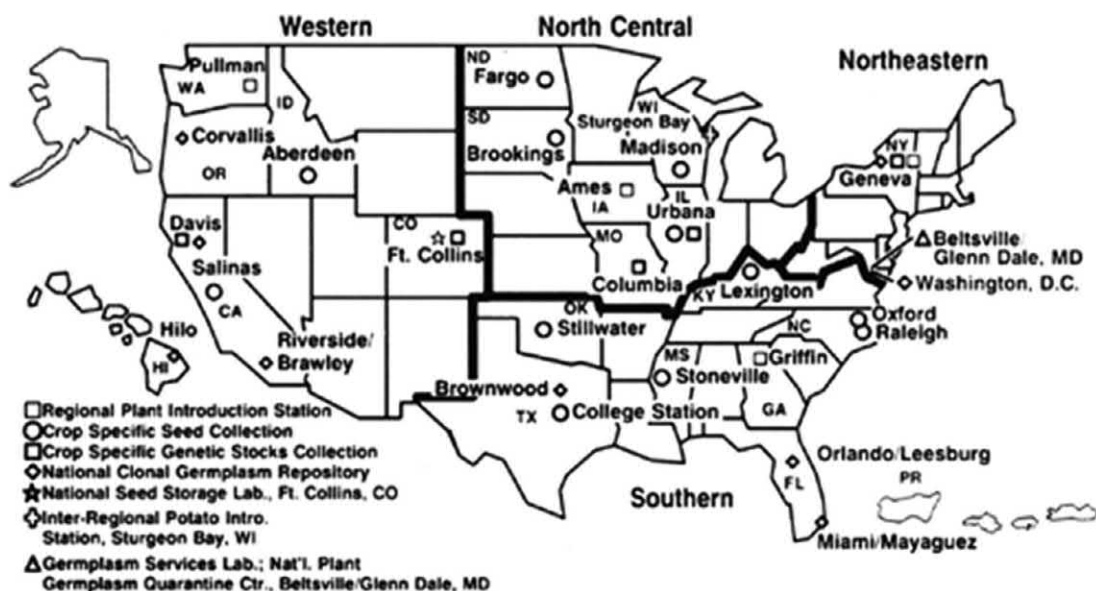 Western
North Central
Northeastern
Pullman
WA
ID
ND
Fargo
SD
Brookings
WI
Sturgeon Bay
Madison
NY
Geneva
Corvallis
OR
Aberdeen
Ames
IA
IL
Urbana
Davis
CO
Ft. Collins
MO
Columbia
Beltsville/
Glenn Dale, MD
Washington, D.C.
Salinas
CA
KY
Lexington
OK
Stillwater
Oxford
Raleigh
NC
Hilo
HI
Riverside/
Brawley
MS
Stoneville
Griffin
GA
Brownwood
TX
College Station
Orlando/Leesburg
FL
PR
Southern
Miami/Mayaguez
Regional Plant Introduction Station
Crop Specific Seed Collection
Crop Specific Genetic Stocks Collection
National Clonal Germplasm Repository
National Seed Storage Lab., Ft. Collins, CO
Inter-Regional Potato Intro.
Station, Sturgeon Bay, WI
Germplasm Services Lab.; Nat'l. Plant
Germplasm Quarantine Ctr., Beltsville/Glenn Dale, MD